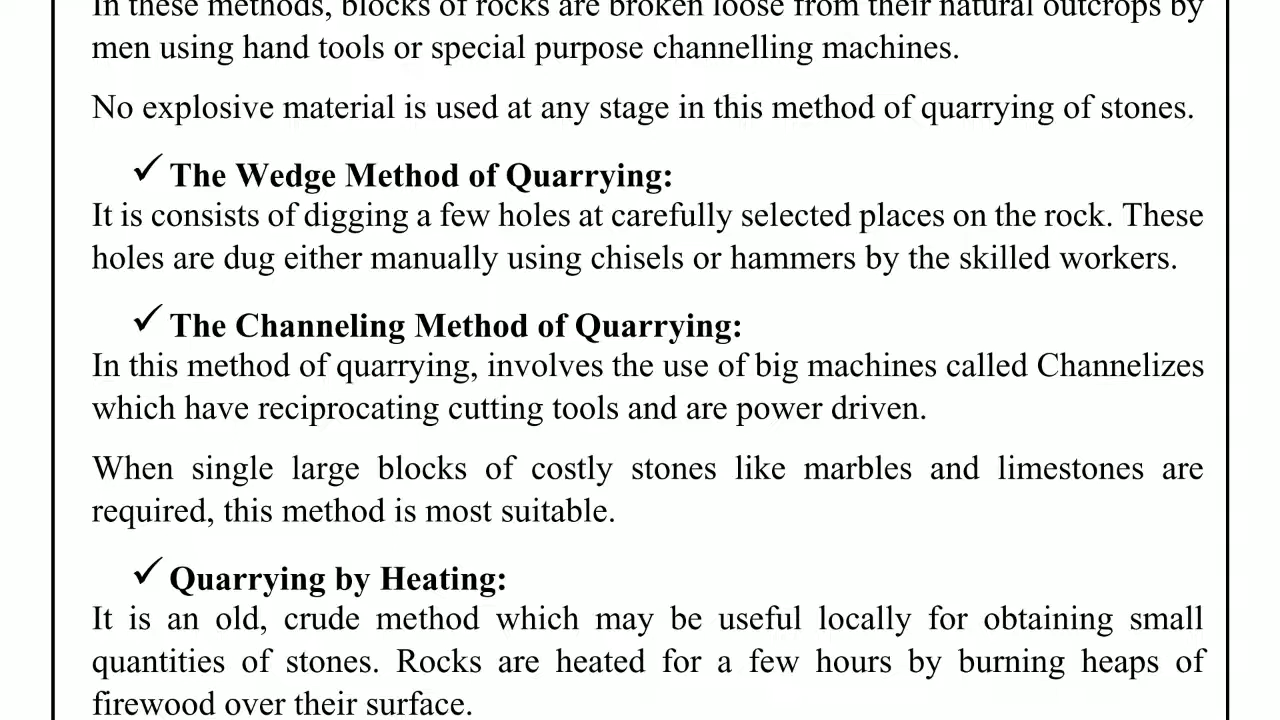 In these methods, blocks of rocks are broken loose from their natural outcrops by
men using hand tools or special purpose channelling machines.
No explosive material is used at any stage in this method of quarrying of stones.
✓ The Wedge Method of Quarrying:
It is consists of digging a few holes at carefully selected places on the rock. These
holes are dug either manually using chisels or hammers by the skilled workers.
✓ The Channeling Method of Quarrying:
In this method of quarrying, involves the use of big machines called Channelizes
which have reciprocating cutting tools and are power driven.
When single large blocks of costly stones like marbles and limestones are
required, this method is most suitable.
✓ Quarrying by Heating:
It is an old, crude method which may be useful locally for obtaining small
quantities of stones. Rocks are heated for a few hours by burning heaps of
firewood over their surface.